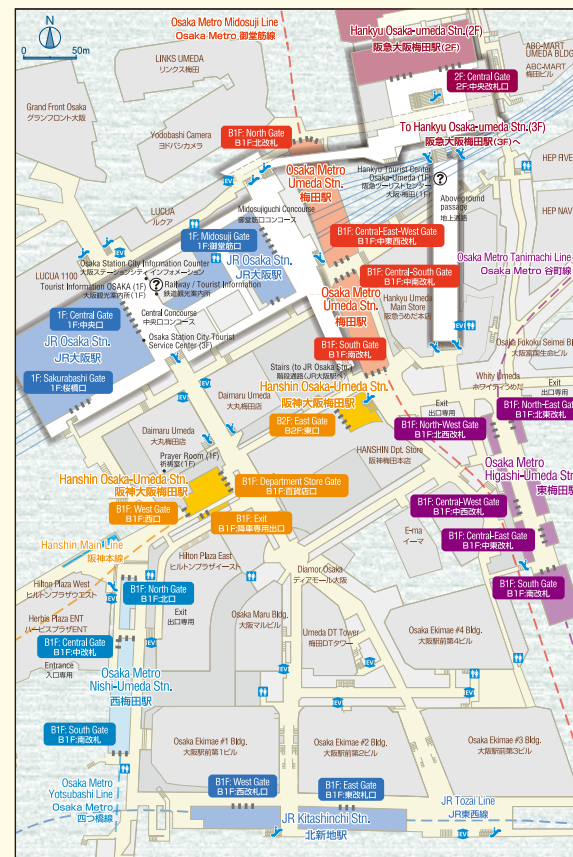 Osaka Metro Midosuji Line
Osaka Metro 御堂筋線
N
0 50m
Hankyu Osaka-umeda Stn.(2F)
阪急大阪梅田駅(2F)
ABC-MART
UMEDA BLDG
ABC-MART
梅田ビル
LINKS UMEDA
リンクス梅田
2F: Central Gate
2F:中央改札口
Grand Front Osaka
グランフロント大阪
Yodobashi Camera
ヨドバシカメラ
B1F: North Gate
B1F:北改札
To Hankyu Osaka-umeda Stn.(3F)
阪急大阪梅田駅(3F)へ
HEP FIVE
Osaka Metro
Umeda Stn.
梅田駅
Hankyu Tourist Center
Osaka-Umeda (1F)
阪急ツーリストセンター
大阪・梅田(1F)
?
Aboveground
passage
地上通路
HEP NAV
EV
LUCUA
ルクア
Midosujiguchi Concourse
御堂筋口コンコース
1F: Midosuji Gate
1F:御堂筋口
B1F: Central-East-West Gate
B1F:中東西改札
Osaka Metro Tanimachi Line
Osaka Metro 谷町線
EV
Osaka Station City Information Counter
大阪ステーションシティインフォメーション
JR Osaka Stn.
JR大阪駅
B1F: Central-South Gate
B1F:中南改札
LUCUA 1100
Tourist Information OSAKA (1F)
大阪観光案内所(1F)
?
Railway / Tourist Information
鉄道観光案内所
Osaka Metro
Umeda Stn.
梅田駅
Hankyu Umeda
Main Store
阪急うめだ本店
1F: Central Gate
1F:中央口
Central Concourse
中央口コンコース
EV
JR Osaka Stn.
JR大阪駅
Osaka Station City Tourist
Service Center (3F)
B1F: South Gate
B1F:南改札
Osaka Fukoku Seimei Bl
大阪富国生命ビル
1F: Sakurabashi Gate
1F:桜橋口
Stairs (to JR Osaka Stn.)
階段通路(JR大阪駅へ)
Whity Umeda
ホワイティうめだ
Exit
出口専用
Hanshin Osaka-Umeda Stn.
阪神大阪梅田駅
Daimaru Umeda
大丸梅田店
Exit
出口専用
B1F: North-East Gate
B1F:北東改札
B2F: East Gate
B2F:東口
B1F: North-West Gate
B1F:北西改札
Daimaru Umeda
大丸梅田店
EV
HANSHIN Dpt. Store
阪神梅田本店
Prayer Room (1F)
祈祷室(1F)
Osaka Metro
Higashi-Umeda Stn.
東梅田駅
Hanshin Osaka-Umeda Stn.
阪神大阪梅田駅
B1F: Department Store Gate
B1F:百貨店口
B1F: Central-West Gate
B1F:中西改札
B1F: West Gate
B1F:西口
B1F: Exit
B1F:降車専用出口
E-ma
イーマ
B1F: Central-East Gate
B1F:中東改札
Hanshin Main Line
阪神本線
Hilton Plaza East
ヒルトンプラザイースト
Diamor Osaka
ディアモール大阪
EV
B1F: South Gate
B1F:南改札
Hilton Plaza West
ヒルトンプラザウエスト
B1F: North Gate
B1F:北口
EV
Exit
出口専用
Osaka Maru Bldg.
大阪マルビル
Herbis Plaza ENT
ハービスプラザENT
Umeda DT Tower
梅田DTタワー
Osaka Ekimae #4 Bldg.
大阪駅前第4ビル
B1F: Central Gate
B1F:中改札
Entrance
入口専用
EV
EV
Osaka Metro
Nishi-Umeda Stn.
西梅田駅
B1F: South Gate
B1F:南改札
Osaka Ekimae #1 Bldg.
大阪駅前第1ビル
Osaka Ekimae #2 Bldg.
大阪駅前第2ビル
Osaka Ekimae #3 Bldg.
大阪駅前第3ビル
Osaka Metro
Yotsubashi Line
Osaka Metro
四つ橋線
B1F: West Gate
B1F:西改札口
B1F: East Gate
B1F:東改札口
JR Tozai Line
JR東西線
JR Kitashinchi Stn.
北新地駅
EV